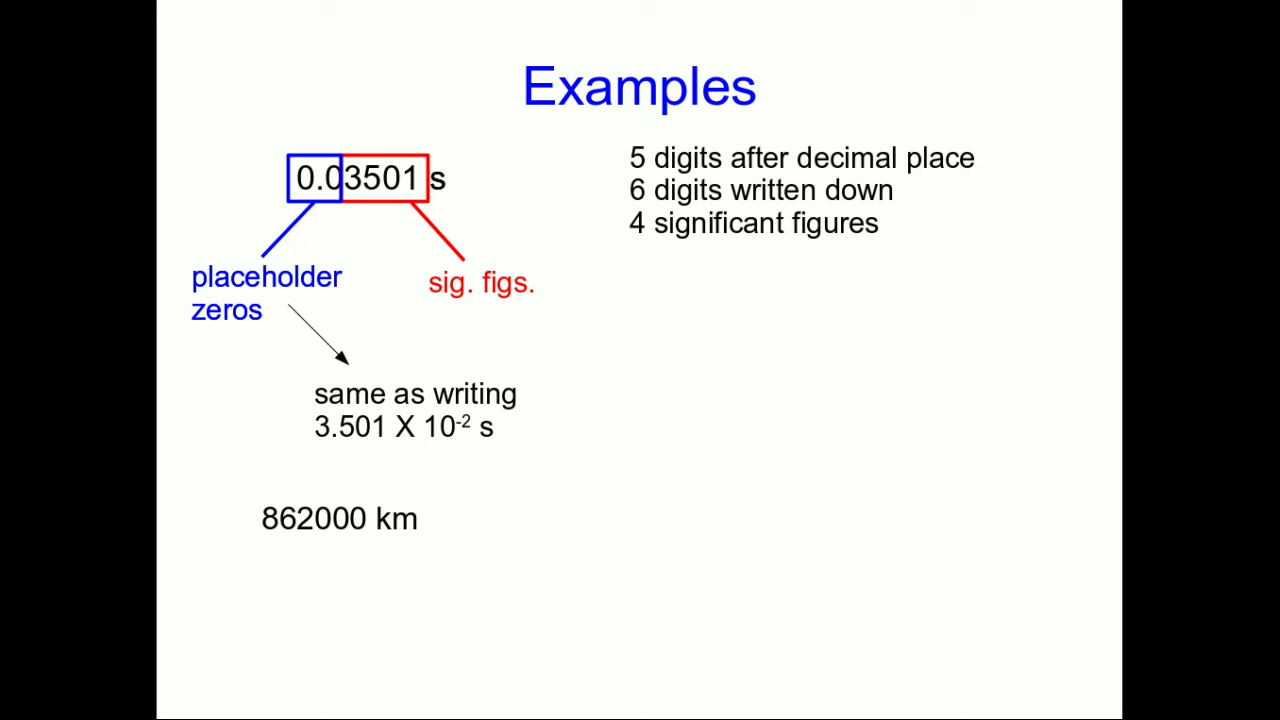 Examples
0.03501 s
5 digits after decimal place
6 digits written down
4 significant figures
placeholder
zeros
sig. figs.
same as writing
3.501 X 10⁻² s
862000 km